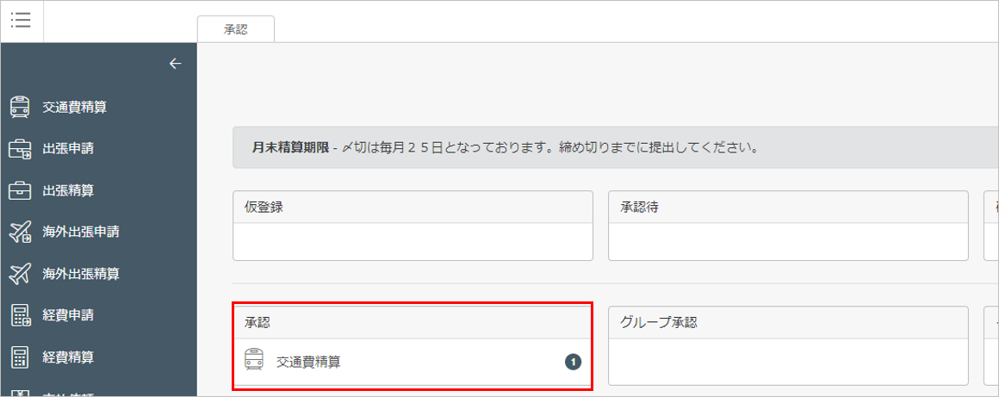 承認
交通費精算
出張申請
出張精算
海外出張申請
海外出張精算
経費申請
経費精算
月末精算期限 - 〆切は毎月２５日となっております。締め切りまでに提出してください。
仮登録
承認待
承認
交通費精算
1
グループ承認